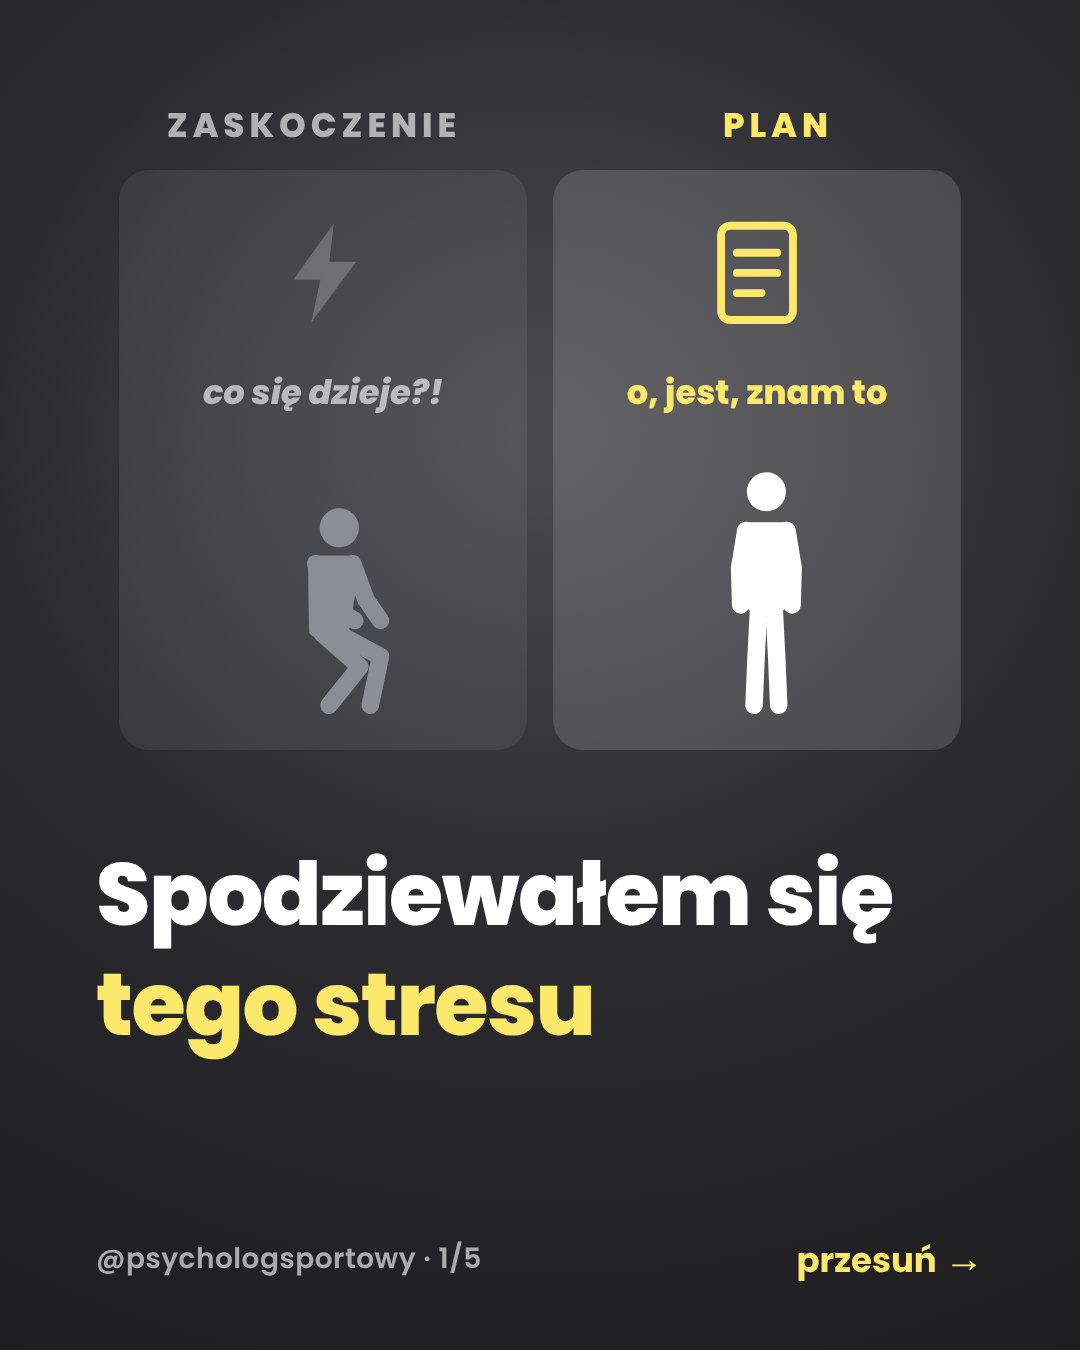 ZASKOCZENIE
PLAN
co się dzieje?!
o, jest, znam to
Spodziewałem się
tego stresu
@psychologsportowy · 1/5
przesuń →